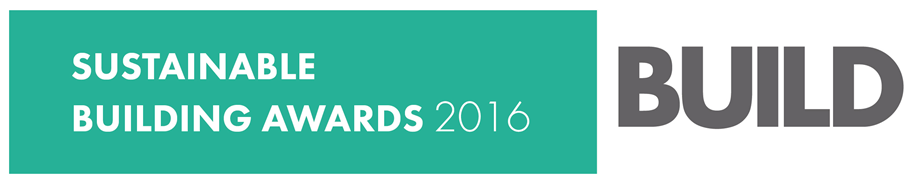 SUSTAINABLE
BUILDING AWARDS 2016
BUILD